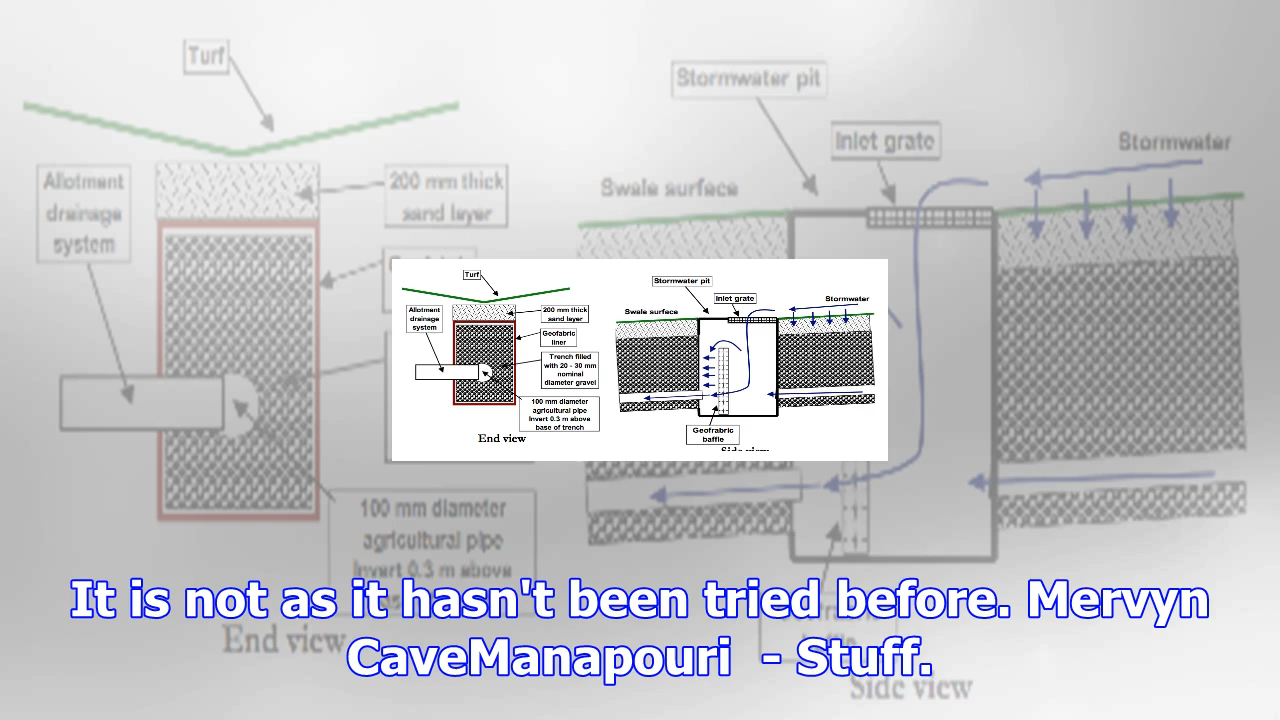 Turf
Stormwater pit
Inlet grate
Stormwater
Swale surface
Allotment
drainage
system
200 mm thick
sand layer
100 mm diameter
agricultural pipe
invert 0.3 m above
End view
Side view
Turf
Allotment
drainage
system
200 mm thick
sand layer
Geofabric
liner
Trench filled
with 20 - 30 mm
nominal
diameter gravel
100 mm diameter
agricultural pipe
invert 0.3 m above
base of trench
End view
Stormwater pit
Inlet grate
Stormwater
Swale surface
Geofrabric
baffle
Side view
It is not as it hasn't been tried before. Mervyn
CaveManapouri - Stuff.